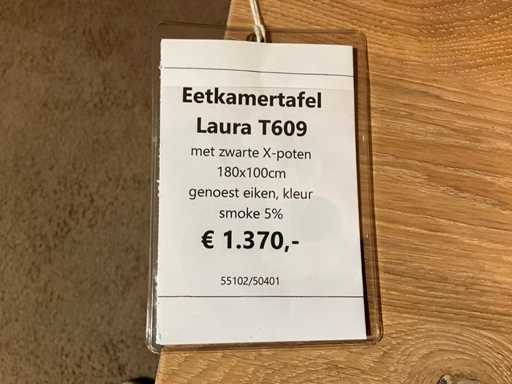 Eetkamertafel
Laura T609
met zwarte X-poten
180x100cm
genoest eiken, kleur
smoke 5%
€ 1.370,-
55102/50401